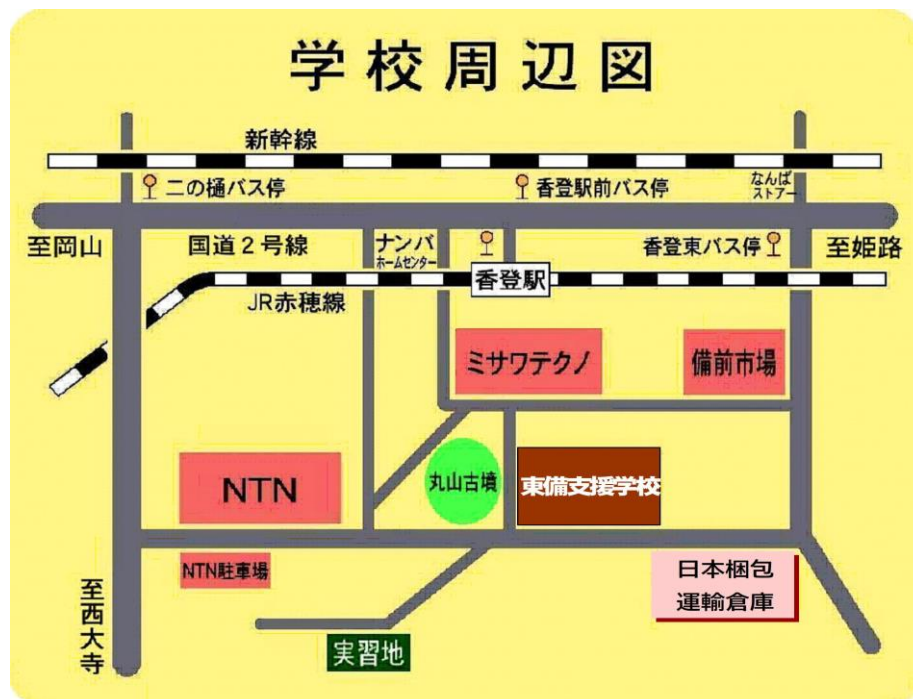 学校周辺図
新幹線
二の樋バス停
香登駅前バス停
なんば
ストアー
至岡山
国道2号線
ナンバ
ホームセンター
香登東バス停
至姫路
香登駅
JR赤穂線
ミサワテクノ
備前市場
NTN
丸山古墳
東備支援学校
NTN駐車場
日本梱包
運輸倉庫
至西大寺
実習地